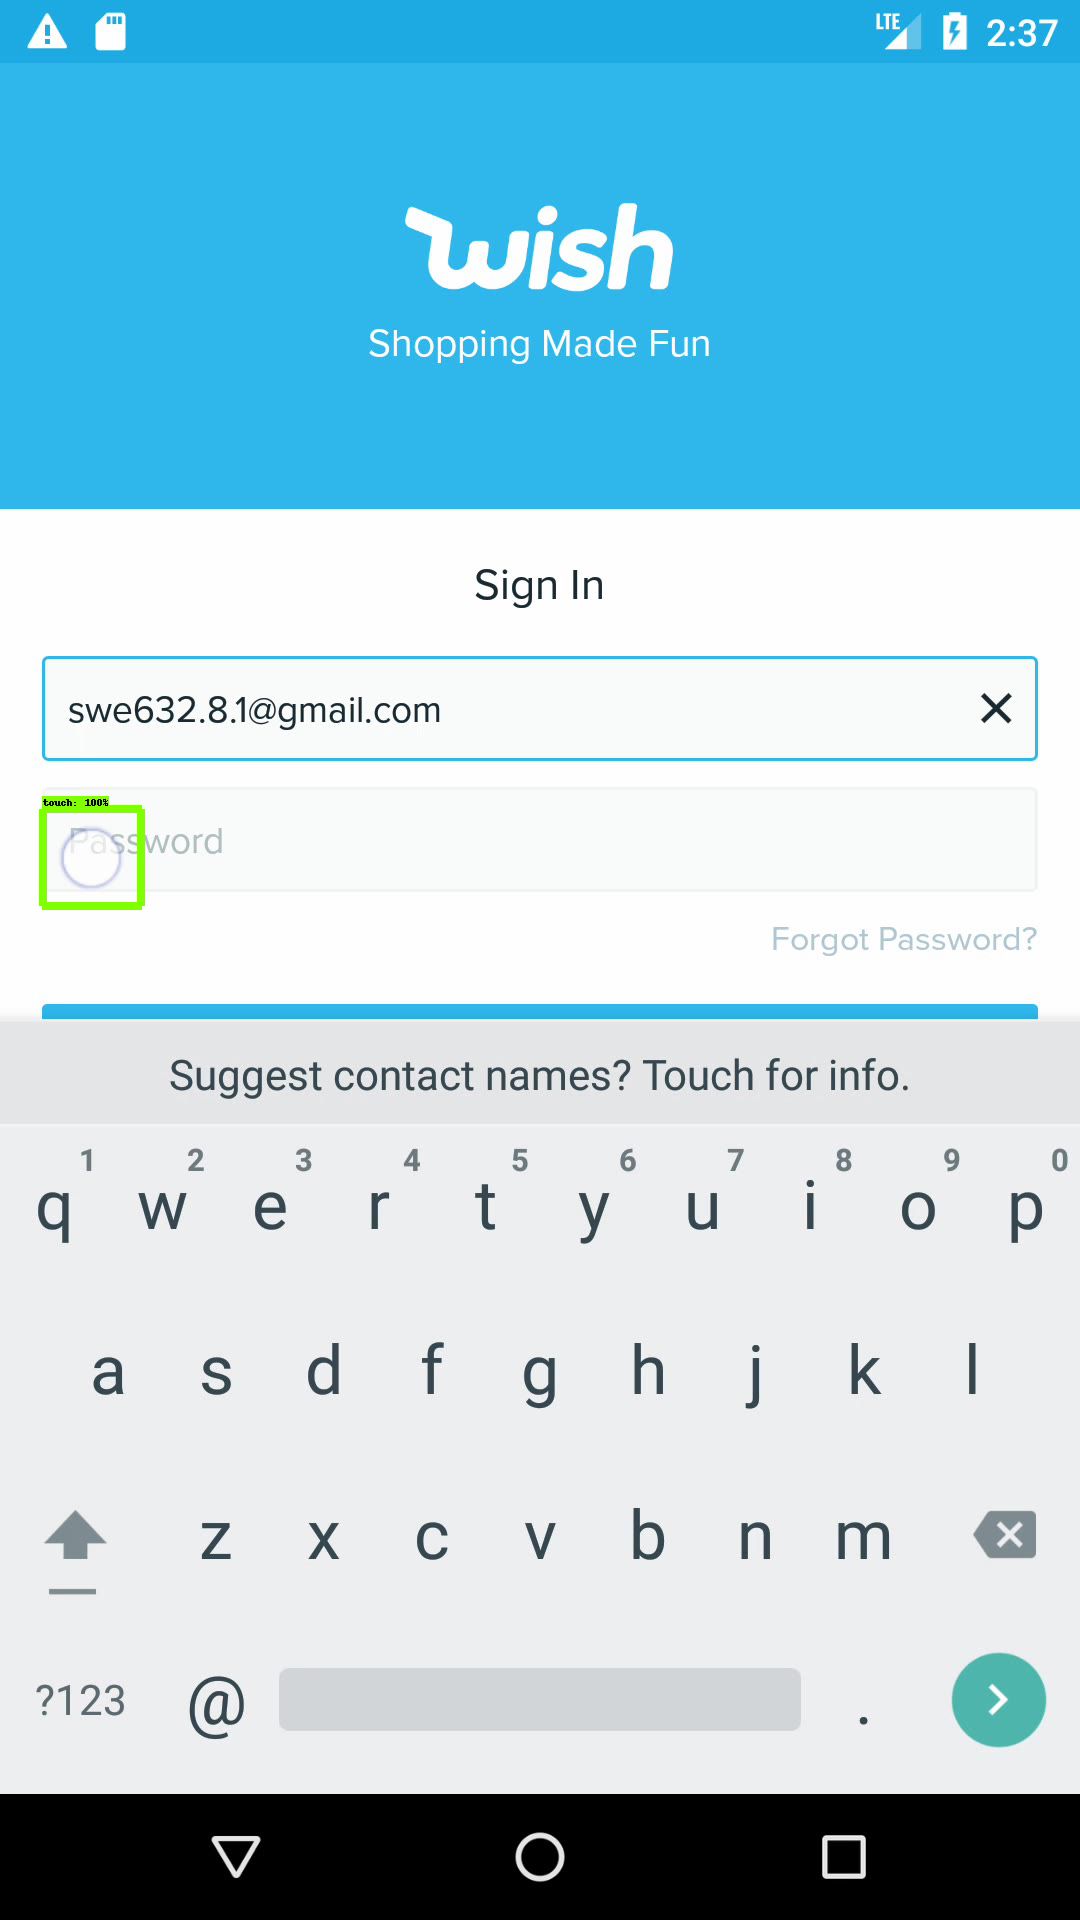 LTE 2:37
wish
Shopping Made Fun
Sign In
swe632.8.1@gmail.com
touch: 100%
Password
Forgot Password?
Suggest contact names? Touch for info.
1 2 3 4 5 6 7 8 9 0
q w e r t y u i o p
a s d f g h j k l
z x c v b n m
?123 @ .